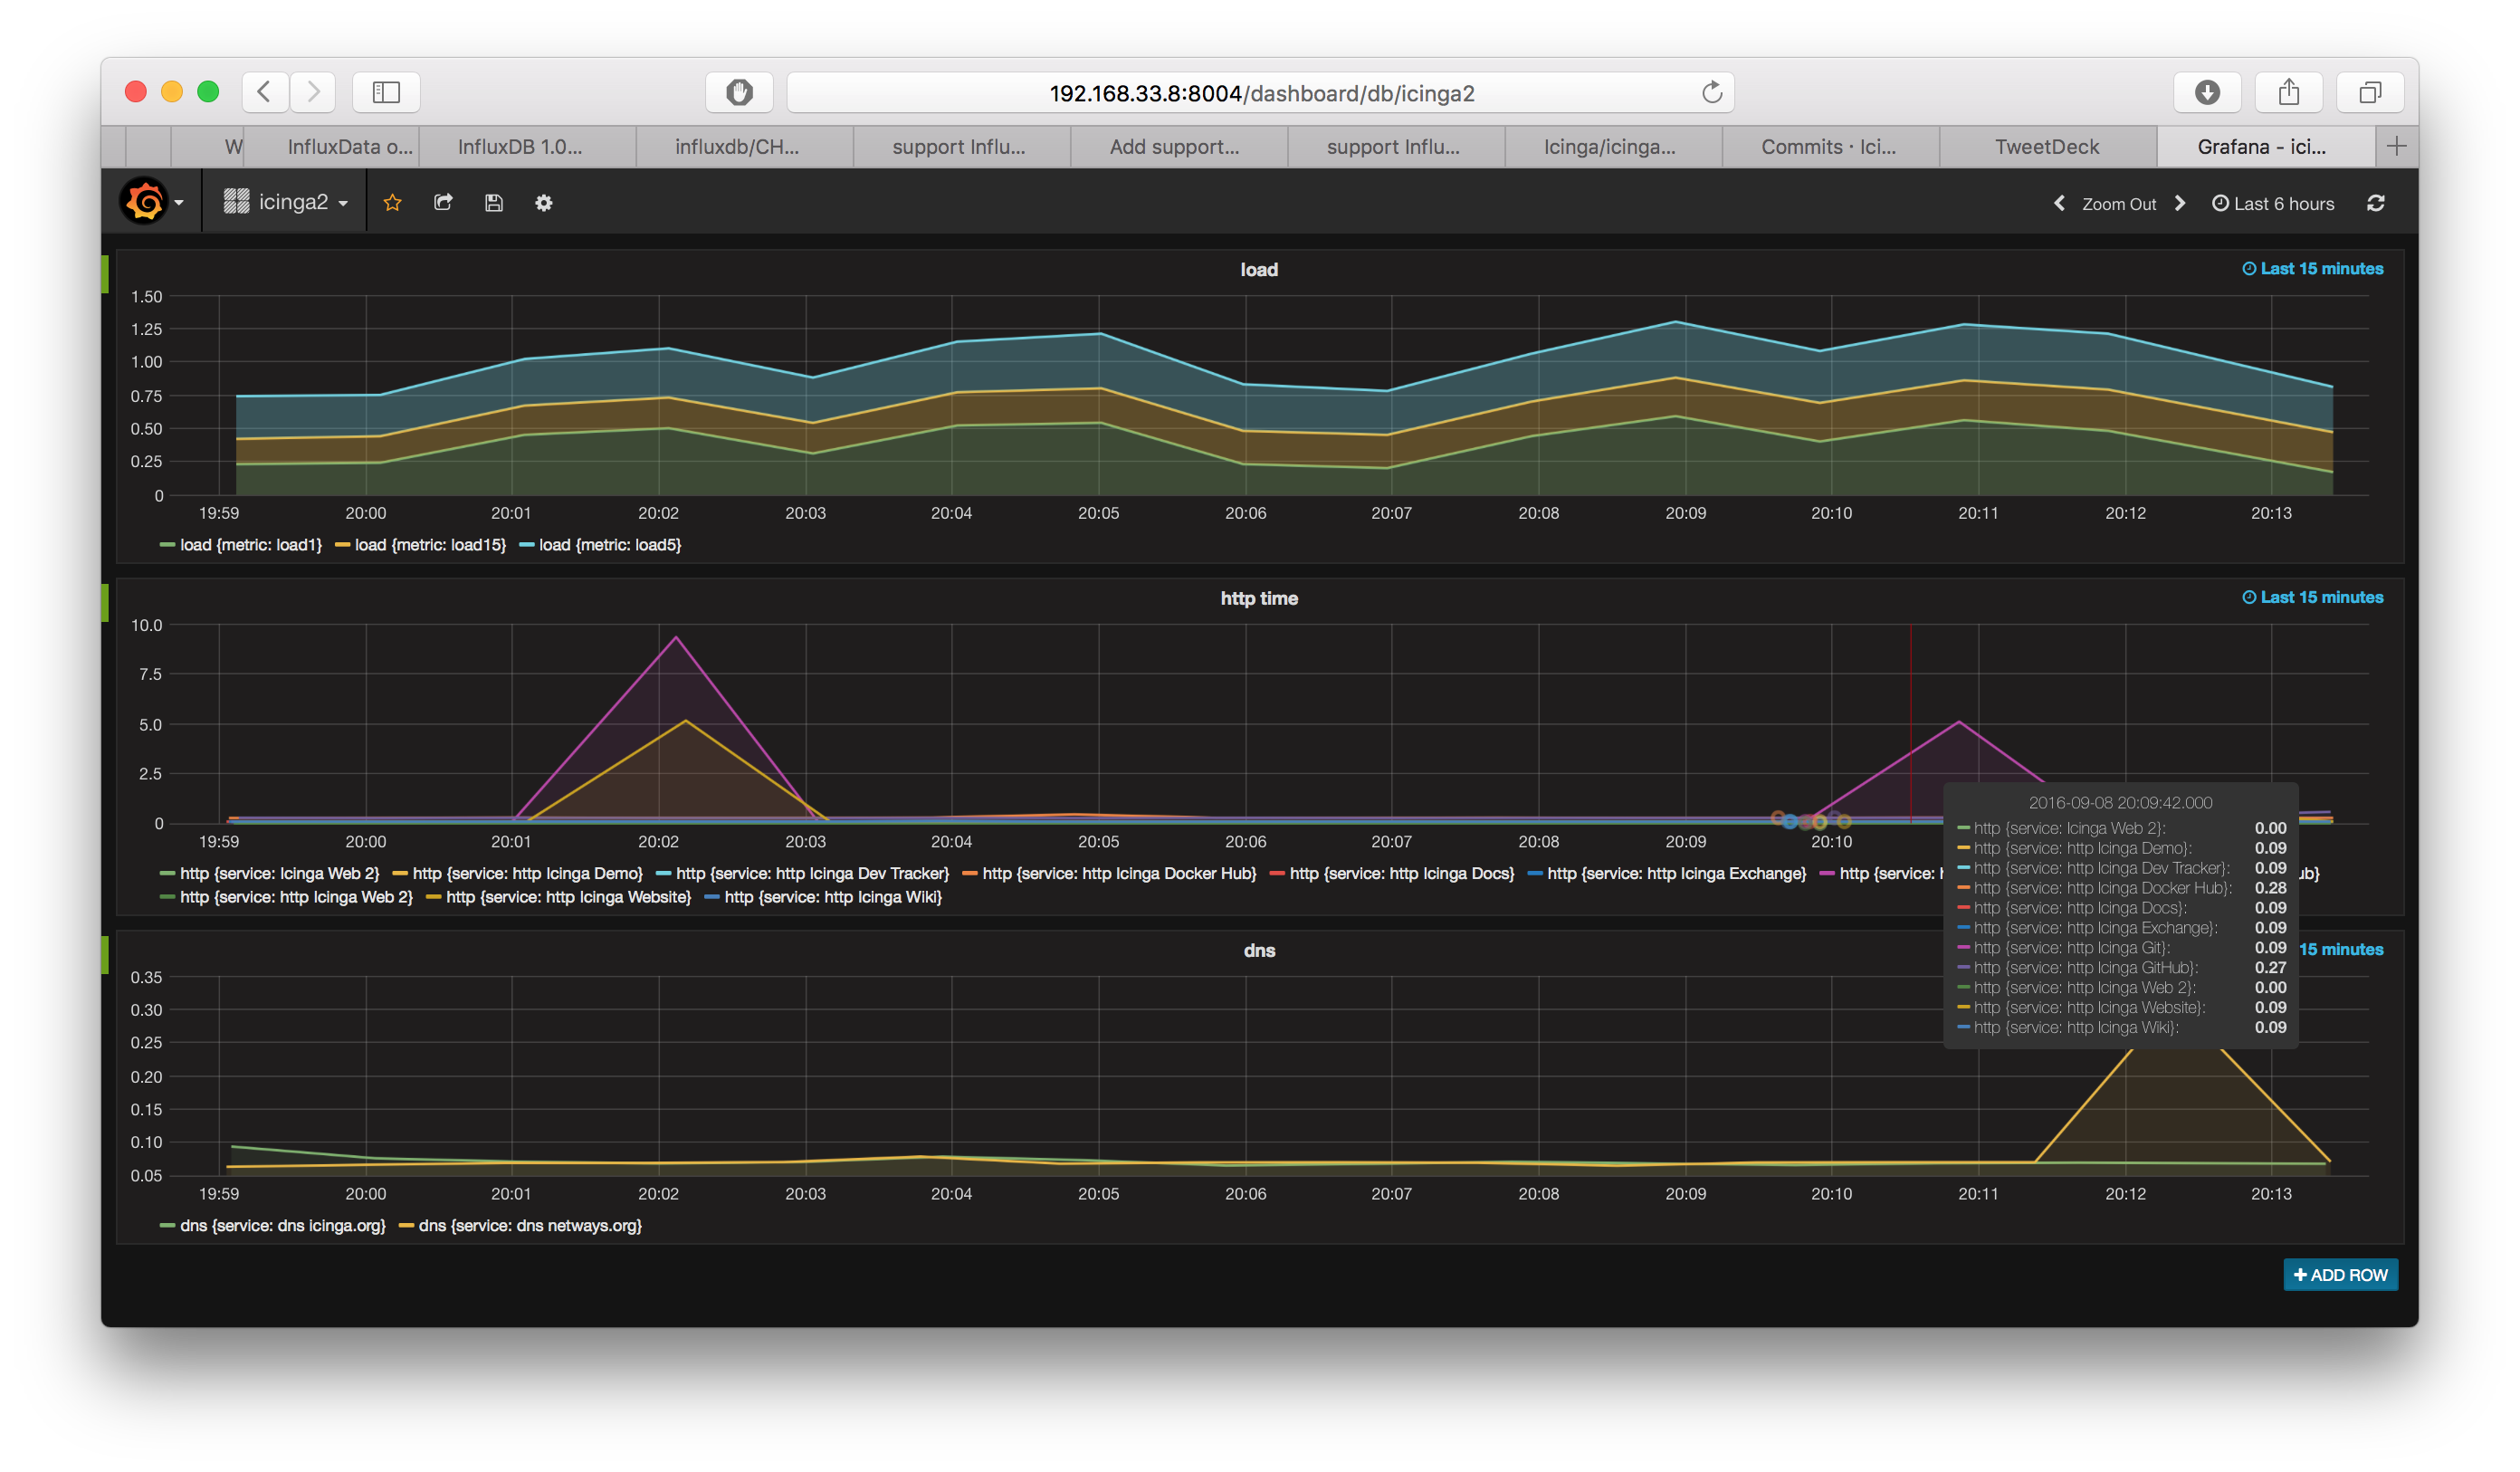 192.168.33.8:8004/dashboard/db/icinga2
W InfluxData o... InfluxDB 1.0... influxdb/CH... support Influ... Add support... support Influ... Icinga/icinga... Commits · Ici... TweetDeck Grafana - ici...
icinga2 Zoom Out Last 6 hours
load Last 15 minutes
1.50
1.25
1.00
0.75
0.50
0.25
0
19:59 20:00 20:01 20:02 20:03 20:04 20:05 20:06 20:07 20:08 20:09 20:10 20:11 20:12 20:13
load {metric: load1} load {metric: load15} load {metric: load5}
http time Last 15 minutes
10.0
7.5
5.0
2.5
0
19:59 20:00 20:01 20:02 20:03 20:04 20:05 20:06 20:07 20:08 20:09 20:10
http {service: Icinga Web 2} http {service: http Icinga Demo} http {service: http Icinga Dev Tracker} http {service: http Icinga Docker Hub} http {service: http Icinga Docs} http {service: http Icinga Exchange} http {service: ub}
http {service: http Icinga Web 2} http {service: http Icinga Website} http {service: http Icinga Wiki}
2016-09-08 20:09:42.000
http {service: Icinga Web 2}: 0.00
http {service: http Icinga Demo}: 0.09
http {service: http Icinga Dev Tracker}: 0.09
http {service: http Icinga Docker Hub}: 0.28
http {service: http Icinga Docs}: 0.09
http {service: http Icinga Exchange}: 0.09
http {service: http Icinga Git}: 0.09
http {service: http Icinga GitHub}: 0.27
http {service: http Icinga Web 2}: 0.00
http {service: http Icinga Website}: 0.09
http {service: http Icinga Wiki}: 0.09
dns 15 minutes
0.35
0.30
0.25
0.20
0.15
0.10
0.05
19:59 20:00 20:01 20:02 20:03 20:04 20:05 20:06 20:07 20:08 20:09 20:10 20:11 20:12 20:13
dns {service: dns icinga.org} dns {service: dns netways.org}
+ ADD ROW